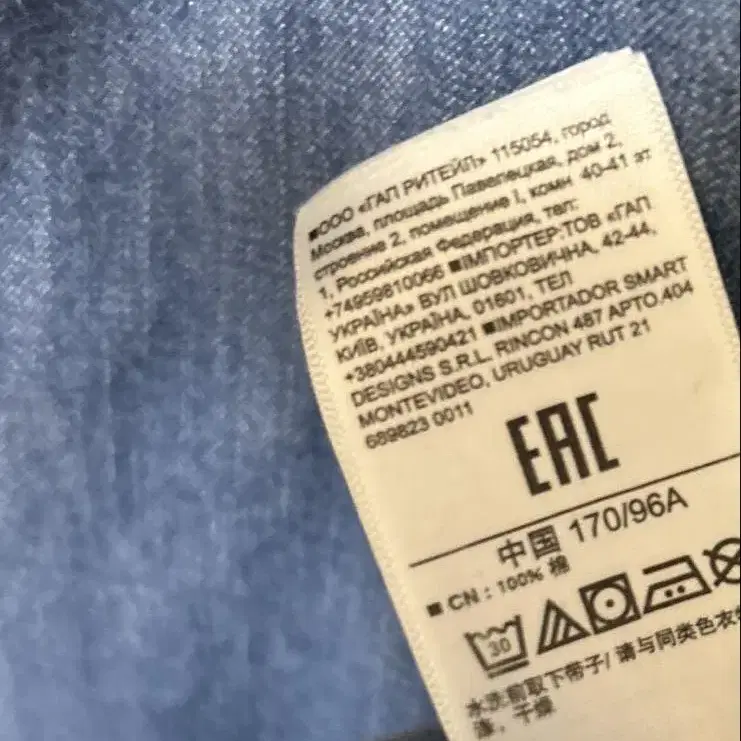 ■ООО «ГАП РИТЕЙЛ» 115054, город
Москва, площадь Павелецкая, дом 2,
строение 2, помещение I, комн 40-41 эт
1, Российская Федерация, тел:
+74959810066 ■ІМПОРТЕР:ТОВ «ГАП
УКРАЇНА» ВУЛ ШОВКОВИЧНА, 42-44,
КИЇВ, УКРАЇНА, 01601, ТЕЛ
+380444590421 ■IMPORTADOR SMART
DESIGNS S.R.L, RINCON 487 APTO.404
MONTEVIDEO, URUGUAY RUT 21
689823 0011
EAC
中国 170/96A
■ CN : 100% 棉
30
水洗前取下带子/ 请与同类色衣物
涤, 干燥